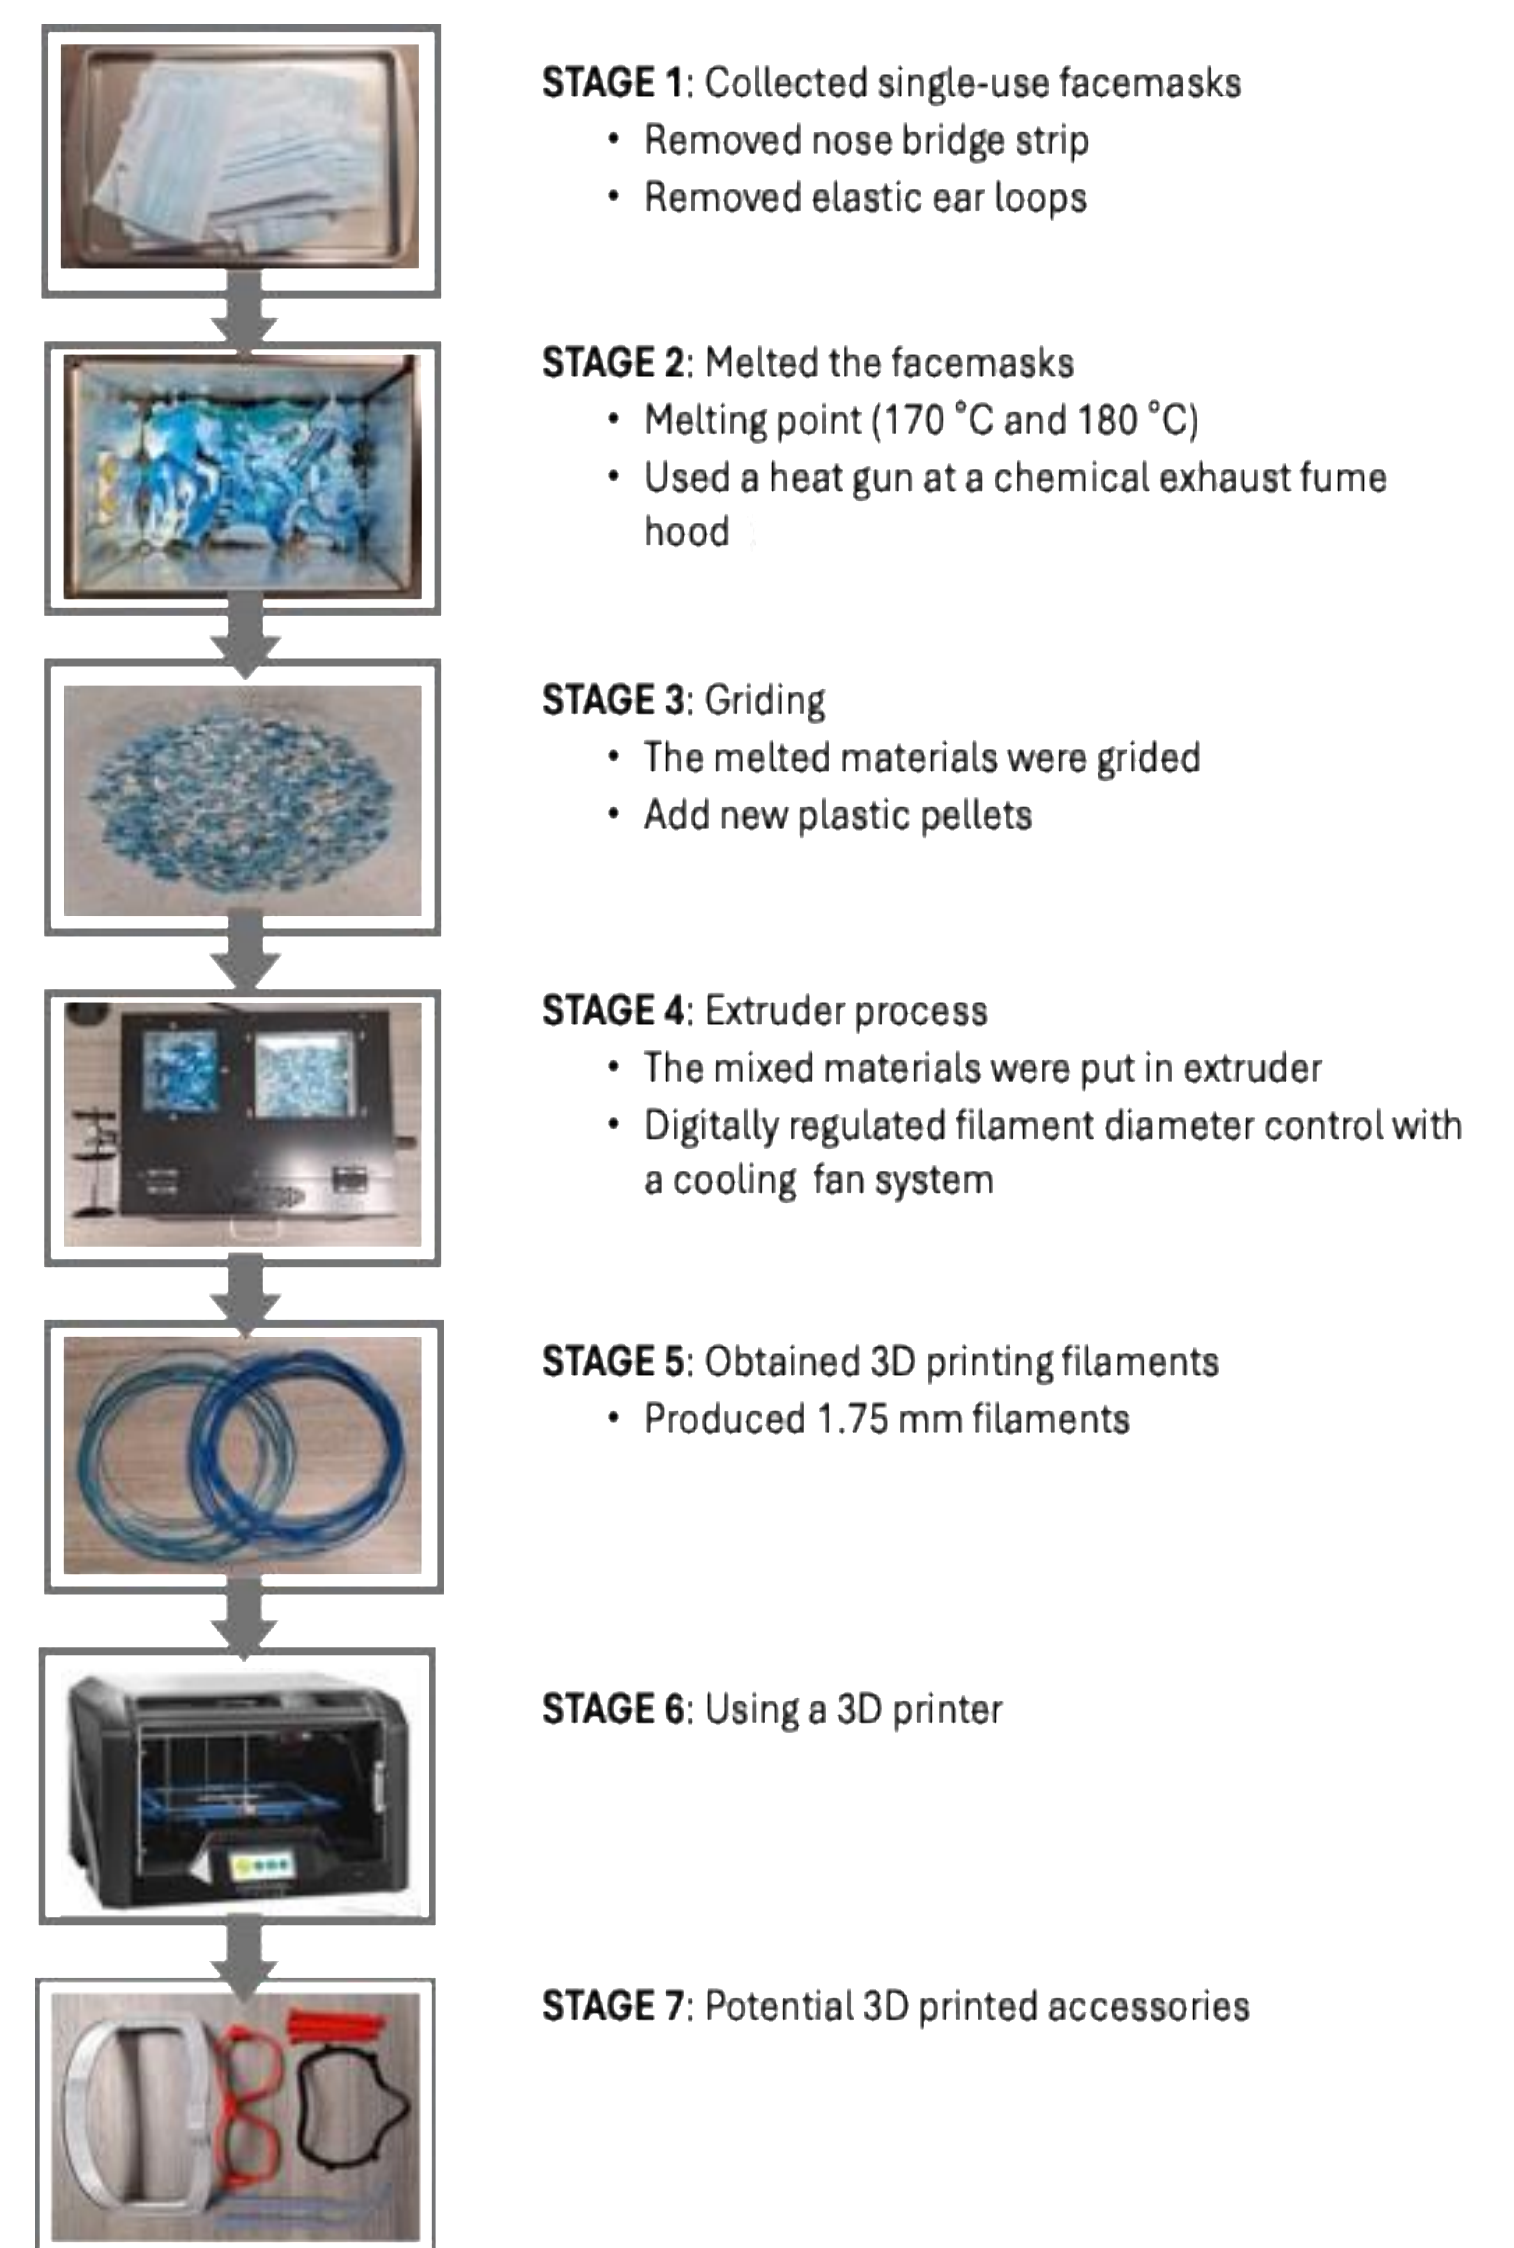 STAGE 1: Collected single-use facemasks
• Removed nose bridge strip
• Removed elastic ear loops
STAGE 2: Melted the facemasks
• Melting point (170 °C and 180 °C)
• Used a heat gun at a chemical exhaust fume
hood
STAGE 3: Griding
• The melted materials were grided
• Add new plastic pellets
STAGE 4: Extruder process
• The mixed materials were put in extruder
• Digitally regulated filament diameter control with
a cooling fan system
STAGE 5: Obtained 3D printing filaments
• Produced 1.75 mm filaments
STAGE 6: Using a 3D printer
STAGE 7: Potential 3D printed accessories